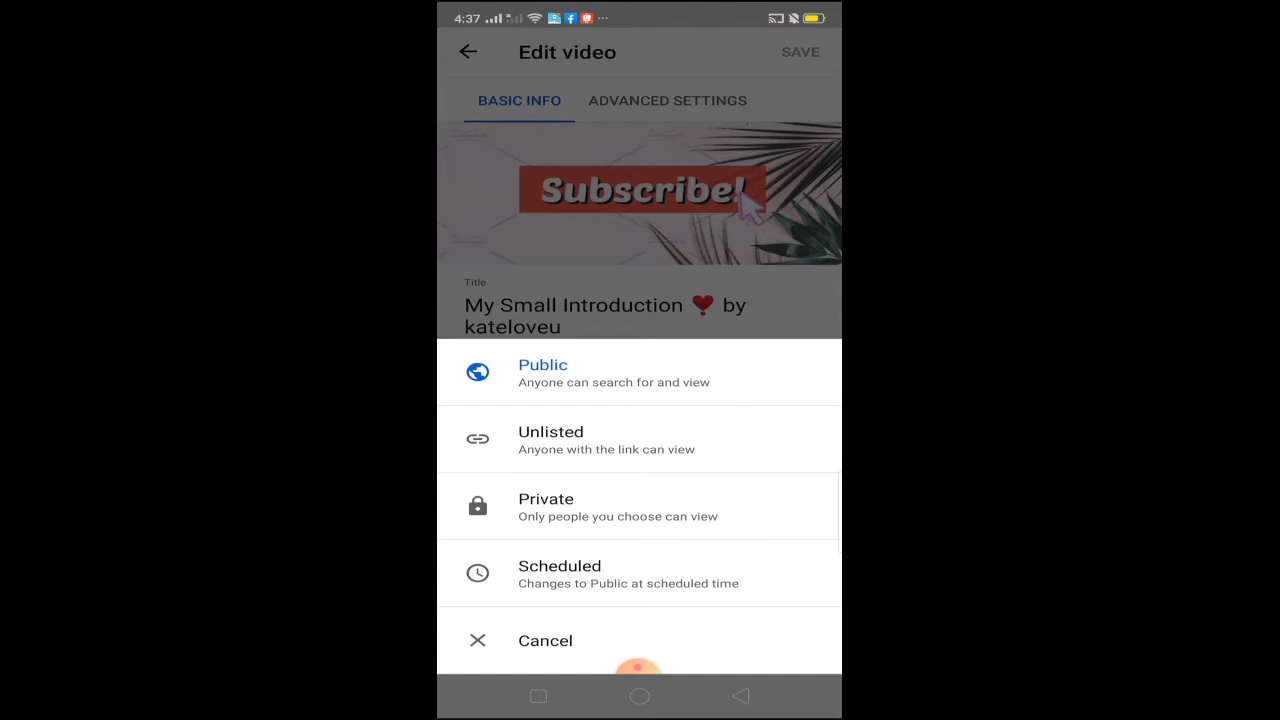 4:37
Edit video
SAVE
BASIC INFO
ADVANCED SETTINGS
Subscribe!
Title
My Small Introduction ❤ by
kateloveu
Public
Anyone can search for and view
Unlisted
Anyone with the link can view
Private
Only people you choose can view
Scheduled
Changes to Public at scheduled time
Cancel